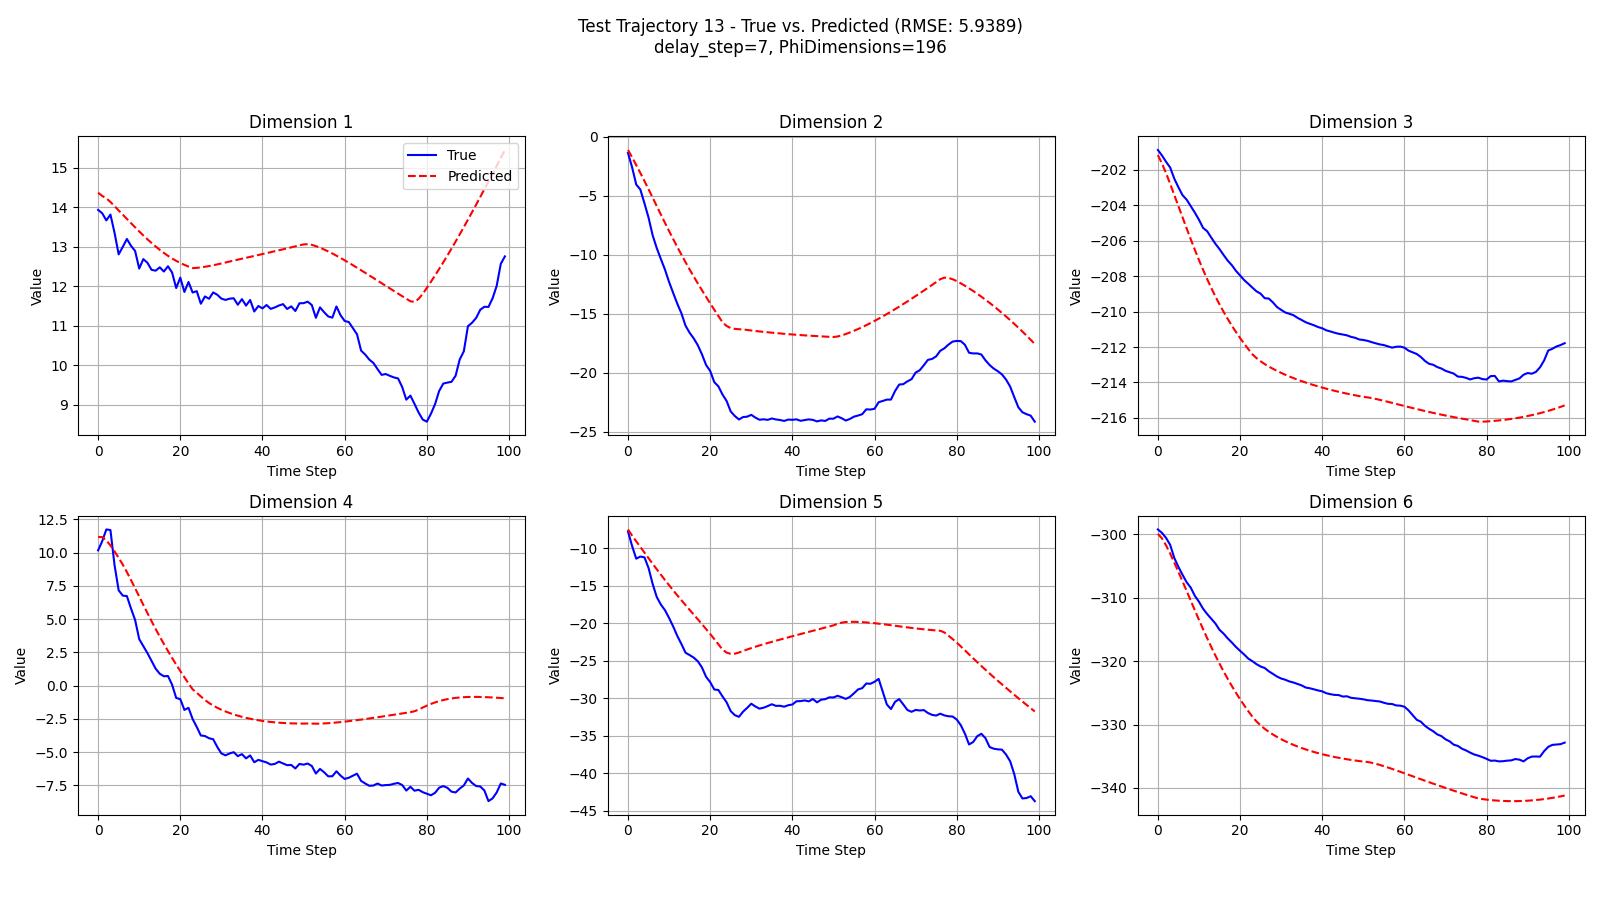 Test Trajectory 13 - True vs. Predicted (RMSE: 5.9389)
delay_step=7, PhiDimensions=196
Dimension 1
True
Predicted
Value
15
14
13
12
11
10
9
0 20 40 60 80 100
Time Step
Dimension 2
Value
0
−5
−10
−15
−20
−25
0 20 40 60 80 100
Time Step
Dimension 3
Value
−202
−204
−206
−208
−210
−212
−214
−216
0 20 40 60 80 100
Time Step
Dimension 4
Value
12.5
10.0
7.5
5.0
2.5
0.0
−2.5
−5.0
−7.5
0 20 40 60 80 100
Time Step
Dimension 5
Value
−10
−15
−20
−25
−30
−35
−40
−45
0 20 40 60 80 100
Time Step
Dimension 6
Value
−300
−310
−320
−330
−340
0 20 40 60 80 100
Time Step